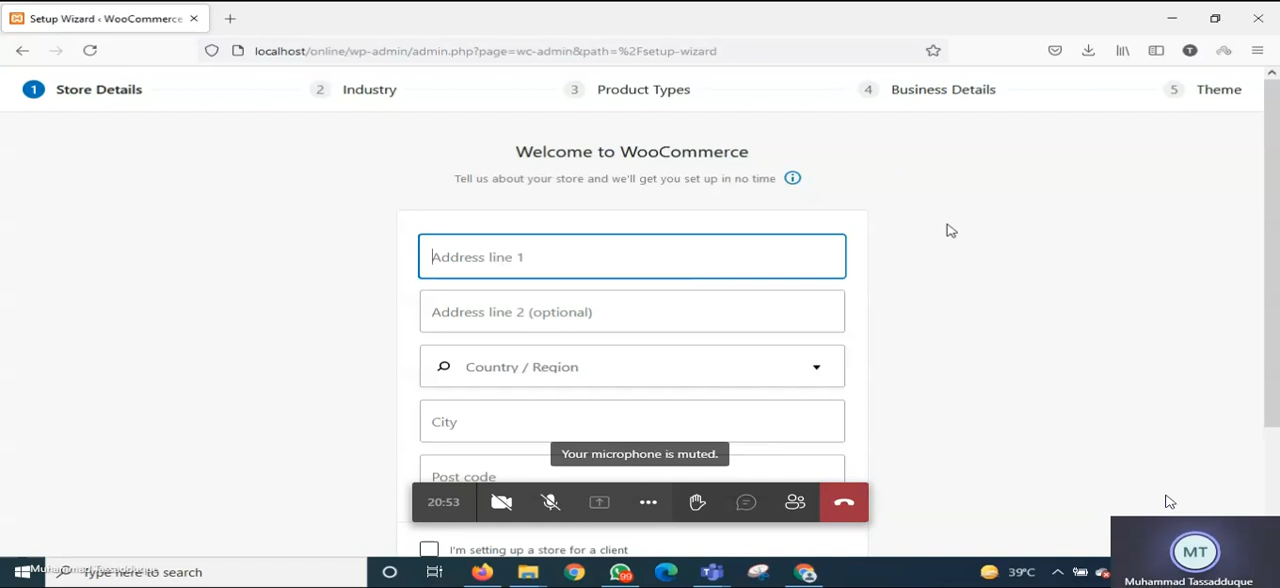 Setup Wizard ‹ WooCommerce
localhost/online/wp-admin/admin.php?page=wc-admin&path=%2Fsetup-wizard
T
1 Store Details 2 Industry 3 Product Types 4 Business Details 5 Theme
Welcome to WooCommerce
Tell us about your store and we'll get you set up in no time
Address line 1
Address line 2 (optional)
Country / Region
City
Your microphone is muted.
Post code
20:53
I'm setting up a store for a client
MT
Muhammad Tassadduque
Type here to search
99
39°C
Muhammad Tassadduque